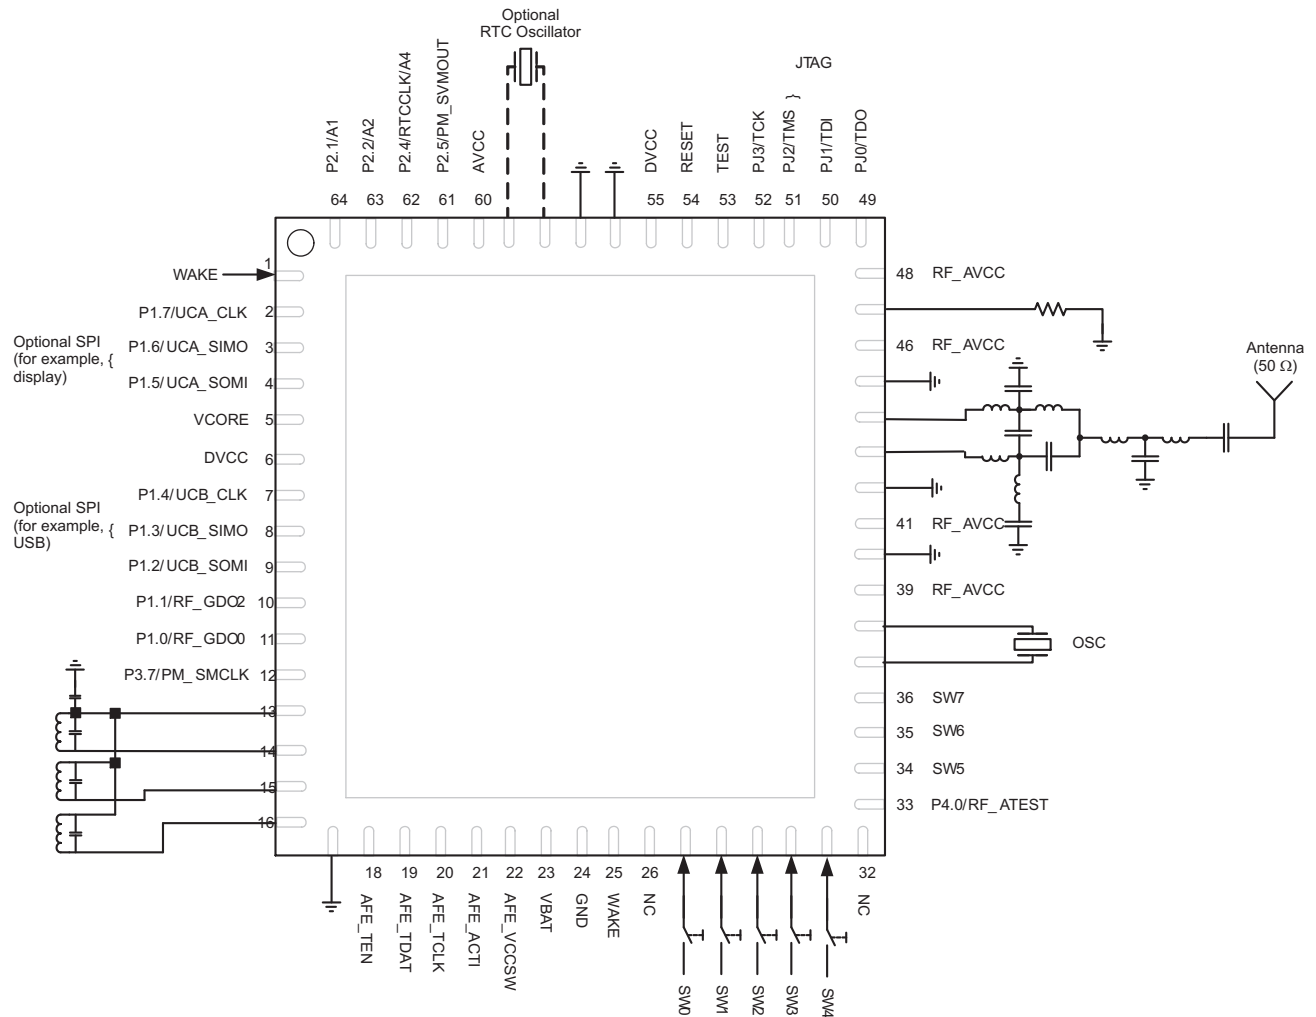 Optional
RTC Oscillator
JTAG
P2.1/A1
P2.2/A2
P2.4/RTCCLK/A4
P2.5/PM_SVMOUT
AVCC
DVCC
RESET
TEST
PJ3/TCK
PJ2/TMS }
PJ1/TDI
PJ0/TDO
64
63
62
61
60
55
54
53
52
51
50
49
WAKE
1
P1.7/UCA_CLK
2
Optional SPI
(for example, {
display)
P1.6/UCA_SIMO
3
P1.5/UCA_SOMI
4
VCORE
5
DVCC
6
P1.4/UCB_CLK
7
Optional SPI
(for example, {
USB)
P1.3/UCB_SIMO
8
P1.2/UCB_SOMI
9
P1.1/RF_GDO2
10
P1.0/RF_GDO0
11
P3.7/PM_SMCLK
12
13
14
15
16
48 RF_AVCC
46 RF_AVCC
Antenna
(50 Ω)
41 RF_AVCC
39 RF_AVCC
OSC
36 SW7
35 SW6
34 SW5
33 P4.0/RF_ATEST
18
19
20
21
22
23
24
25
26
32
AFE_TEN
AFE_TDAT
AFE_TCLK
AFE_ACTI
AFE_VCCSW
VBAT
GND
WAKE
NC
NC
SW0
SW1
SW2
SW3
SW4